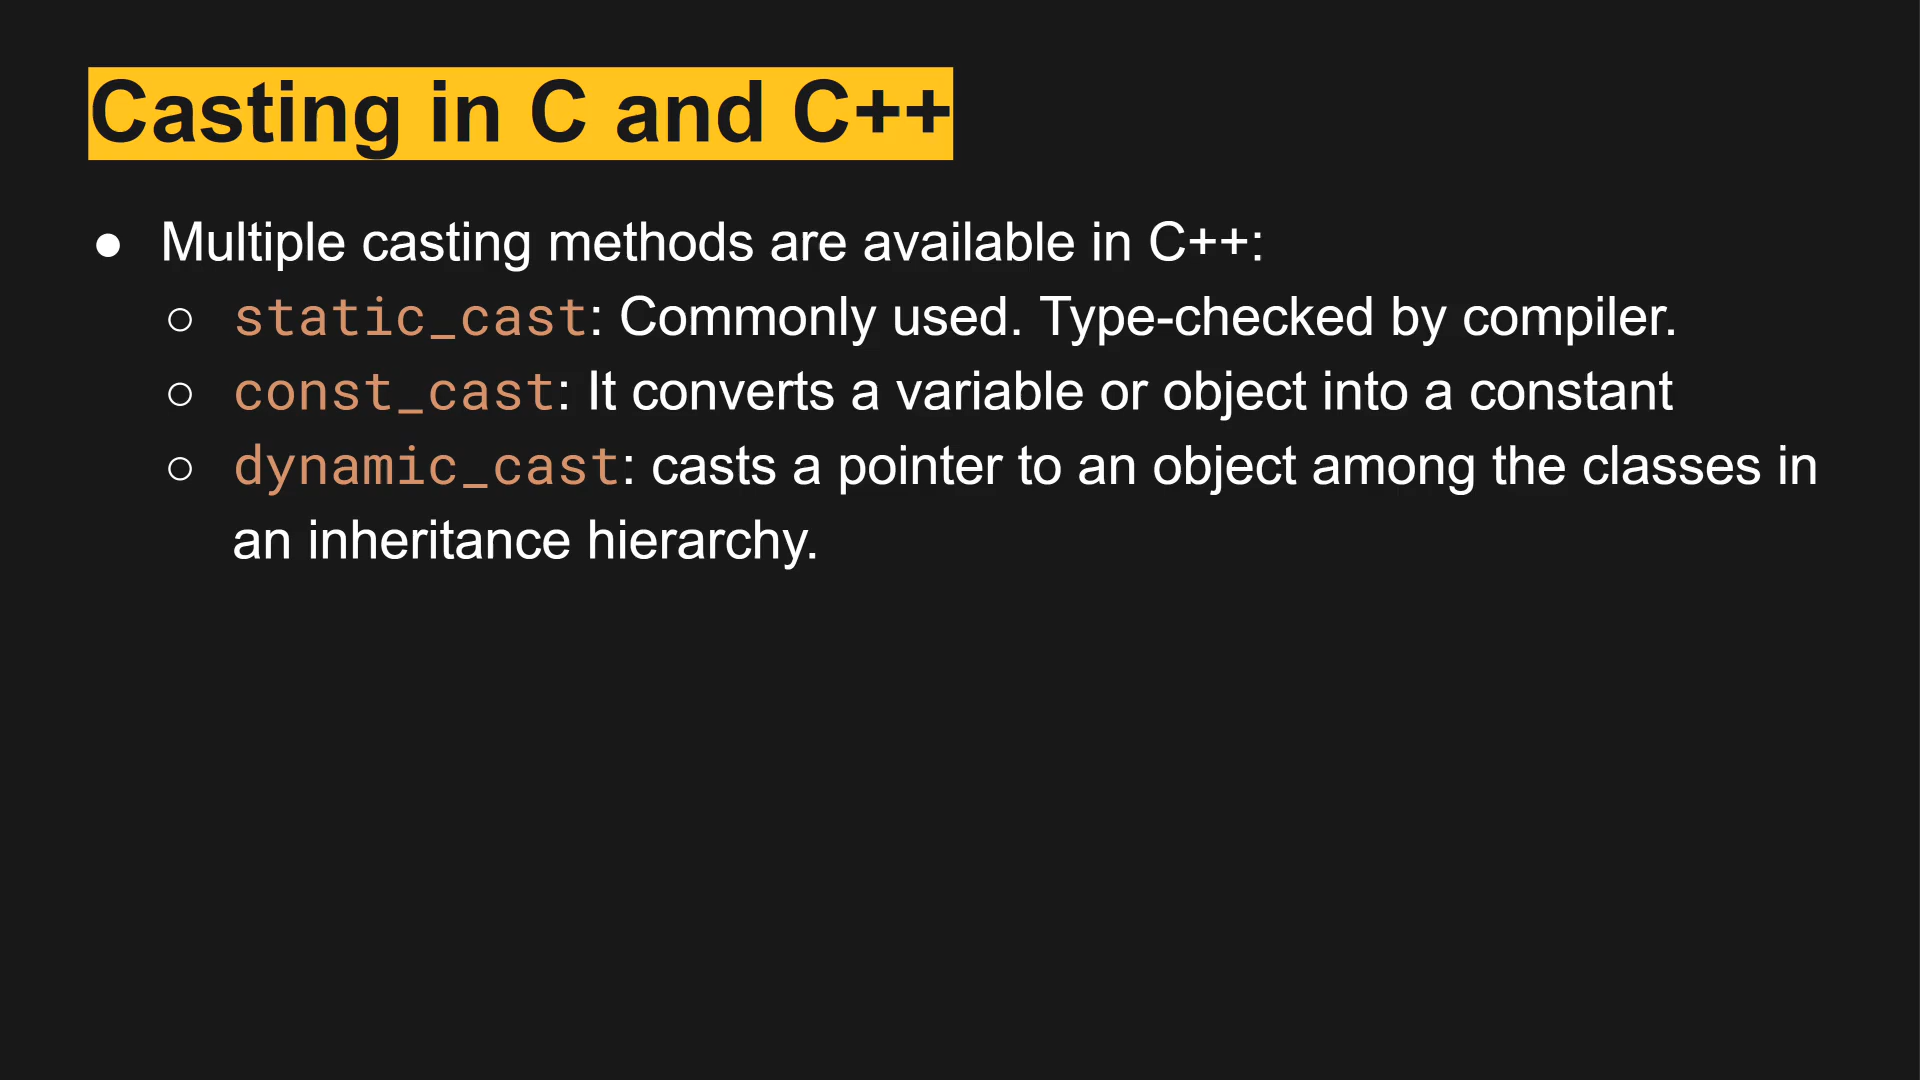 Casting in C and C++
● Multiple casting methods are available in C++:
○ static_cast: Commonly used. Type-checked by compiler.
○ const_cast: It converts a variable or object into a constant
○ dynamic_cast: casts a pointer to an object among the classes in
an inheritance hierarchy.